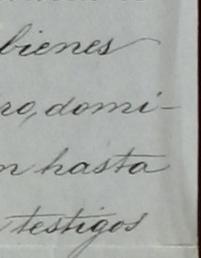 bienes
ro, domi-
n hasta
testigos